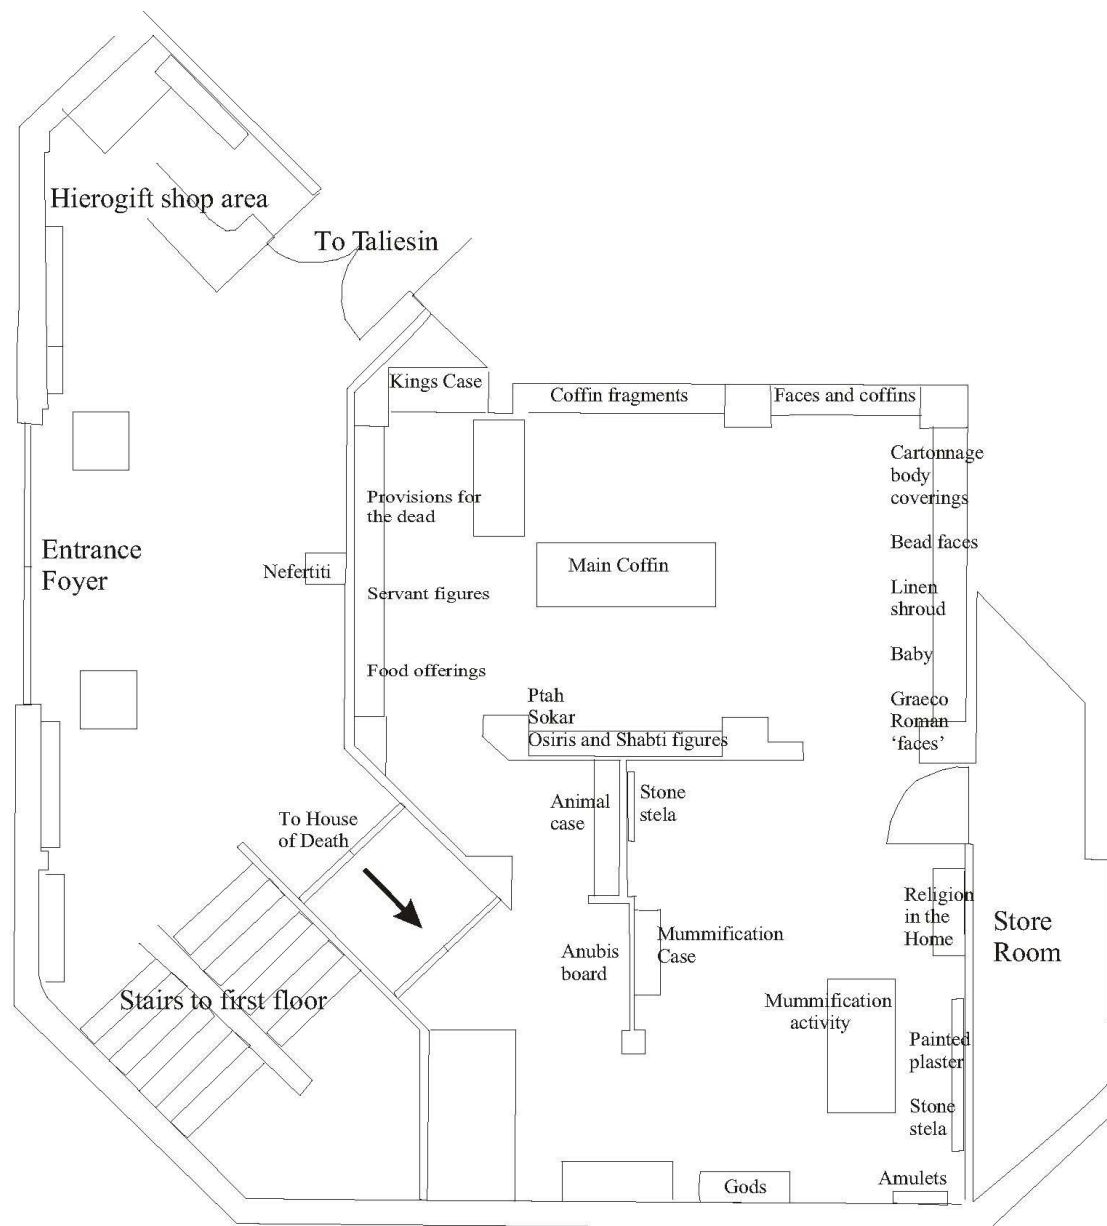 Hierogift shop area
To Taliesin
Kings Case
Coffin fragments
Faces and coffins
Cartonnage
body
coverings
Provisions for
the dead
Entrance
Foyer
Nefertiti
Main Coffin
Bead faces
Servant figures
Linen
shroud
Food offerings
Baby
Ptah
Sokar
Osiris and Shabti figures
Graeco
Roman
‘faces’
To House
of Death
Animal
case
Stone
stela
Religion
in the
Home
Store
Room
Anubis
board
Mummification
Case
Stairs to first floor
Mummification
activity
Painted
plaster
Stone
stela
Gods
Amulets